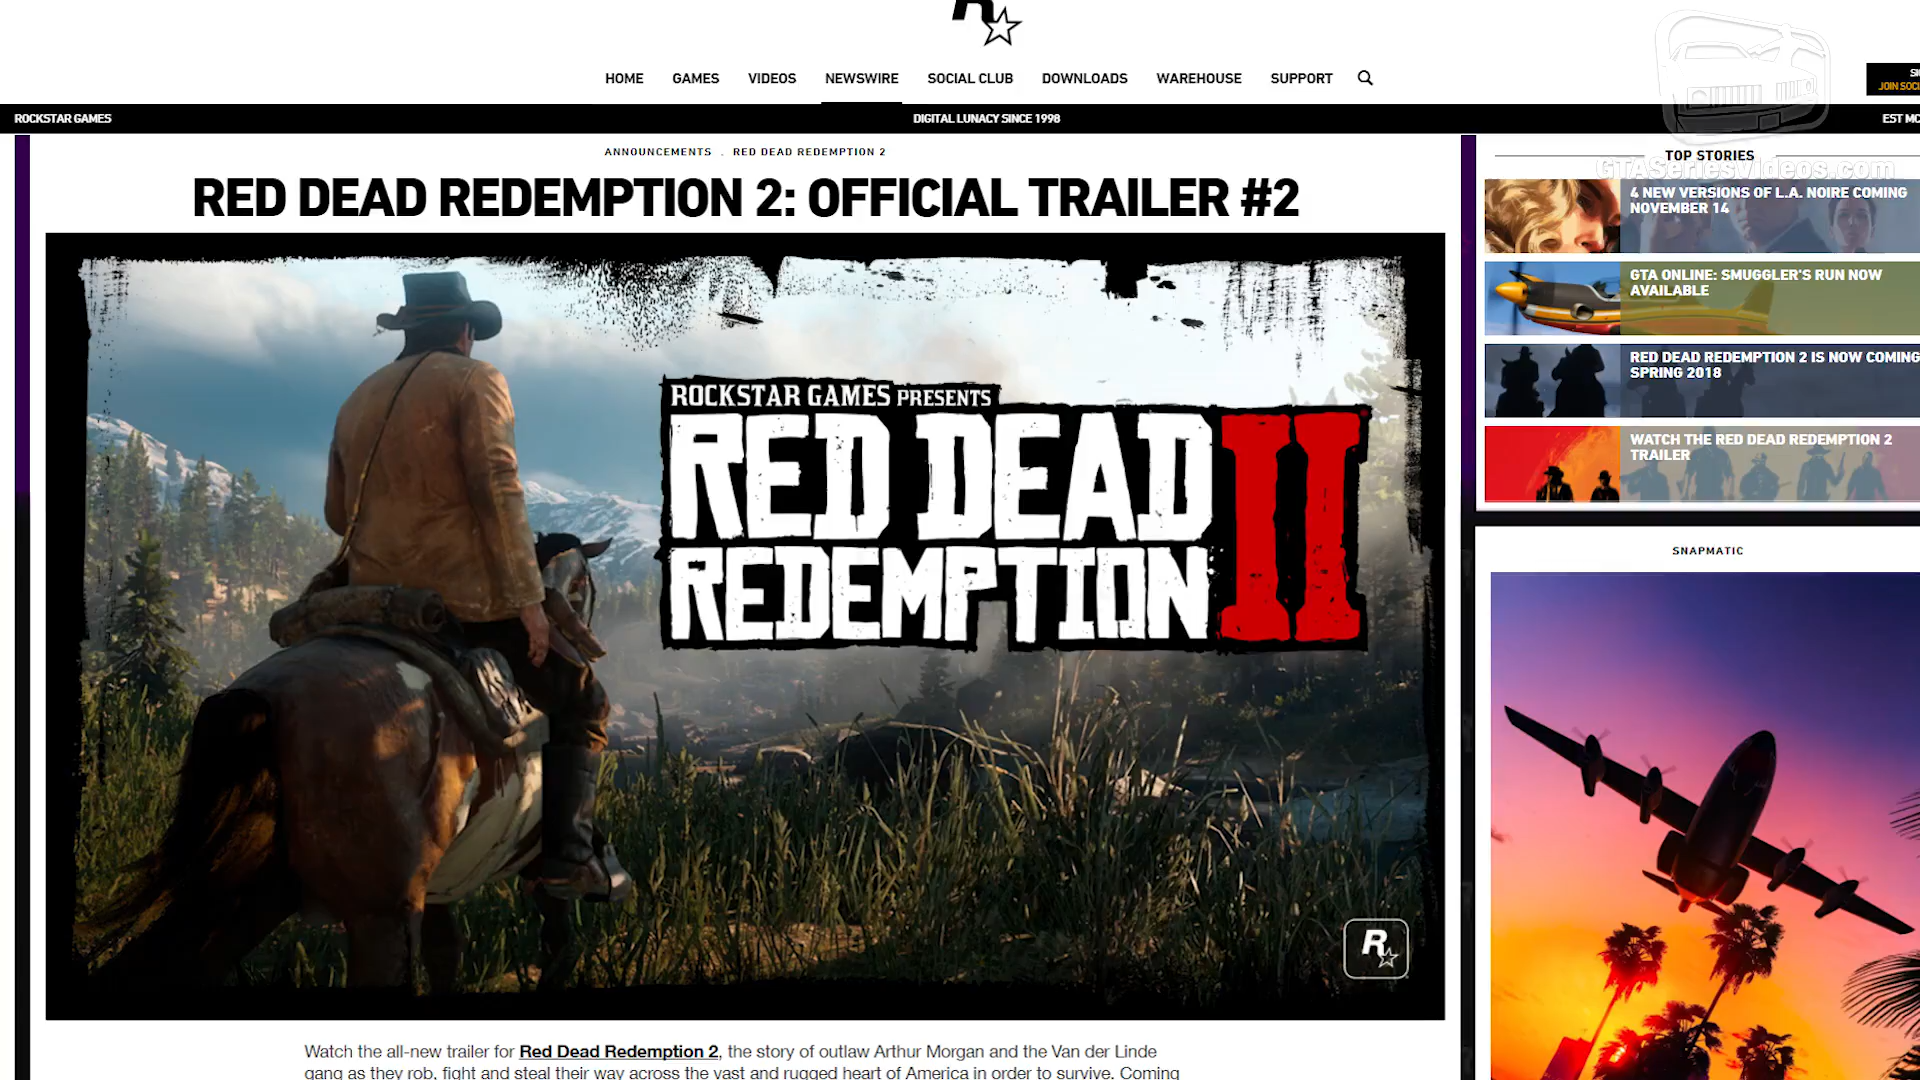 R
HOME GAMES VIDEOS NEWSWIRE SOCIAL CLUB DOWNLOADS WAREHOUSE SUPPORT
JOIN
ROCKSTAR GAMES DIGITAL LUNACY SINCE 1998 EST
GTASeriesVideos.com
ANNOUNCEMENTS . RED DEAD REDEMPTION 2
RED DEAD REDEMPTION 2: OFFICIAL TRAILER #2
ROCKSTAR GAMES PRESENTS
RED DEAD
REDEMPTION II
R
Watch the all-new trailer for Red Dead Redemption 2, the story of outlaw Arthur Morgan and the Van der Linde
gang as they rob, fight and steal their way across the vast and rugged heart of America in order to survive. Coming
TOP STORIES
4 NEW VERSIONS OF L.A. NOIRE COMING
NOVEMBER 14
GTA ONLINE: SMUGGLER'S RUN NOW
AVAILABLE
RED DEAD REDEMPTION 2 IS NOW COMING
SPRING 2018
WATCH THE RED DEAD REDEMPTION 2
TRAILER
SNAPMATIC